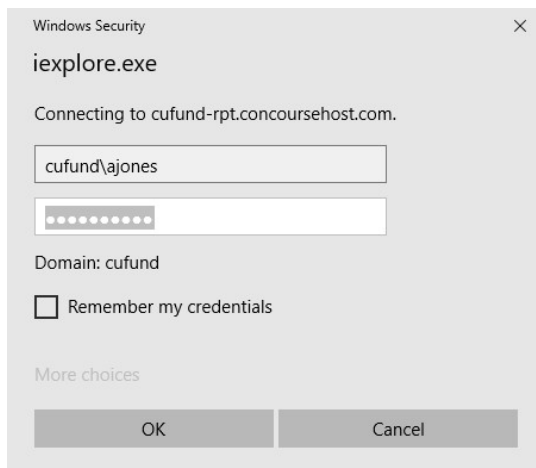 Windows Security
iexplore.exe
Connecting to cufund-rpt.concoursehost.com.
cufund\ajones
●●●●●●●●●●
Domain: cufund
Remember my credentials
More choices
OK Cancel